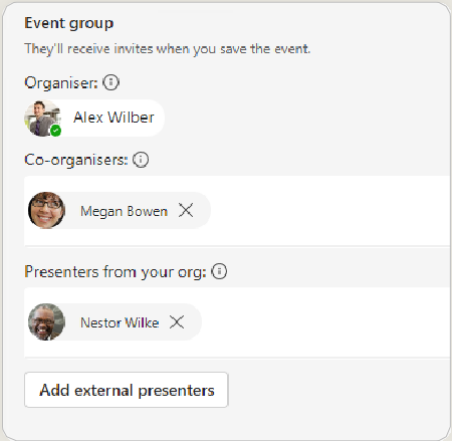 Event group
They'll receive invites when you save the event.
Organiser:
Alex Wilber
Co-organisers:
Megan Bowen
Presenters from your org:
Nestor Wilke
Add external presenters